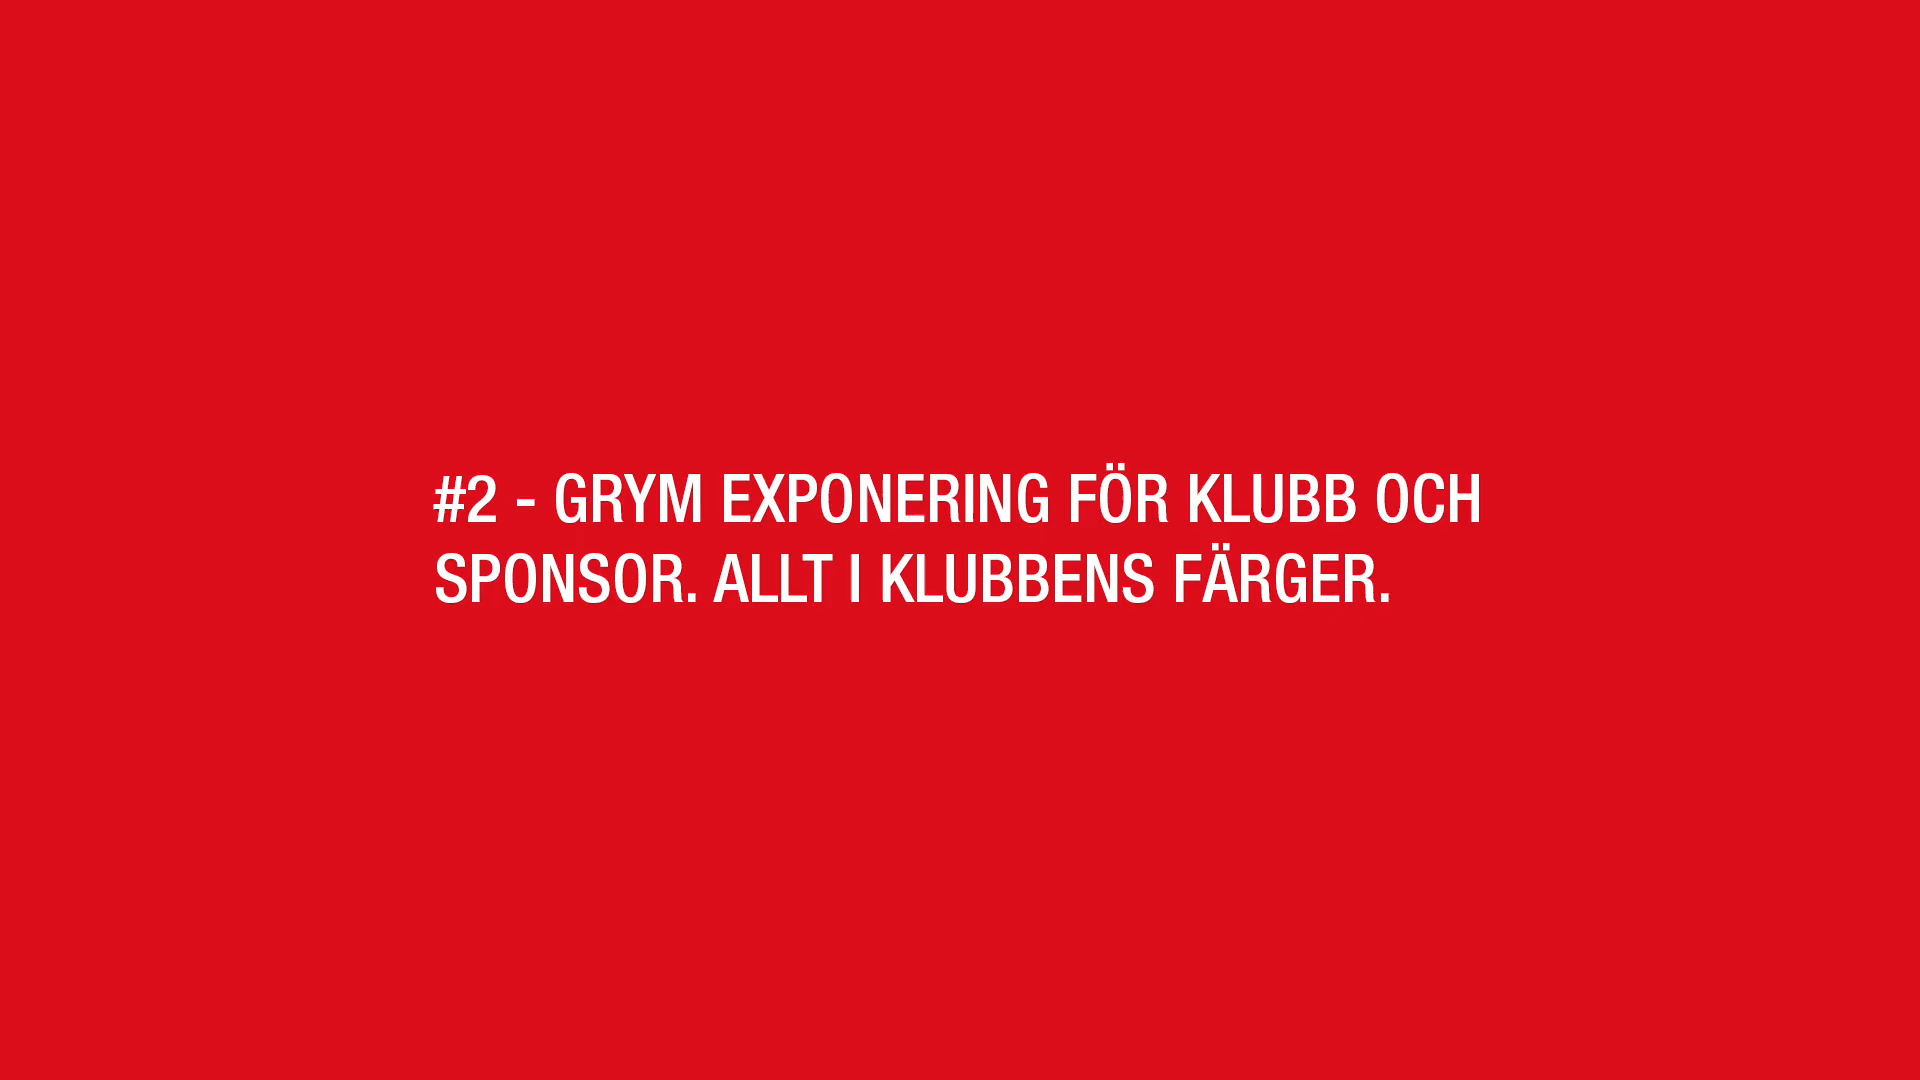 #2 - GRYM EXPONERING FÖR KLUBB OCH
SPONSOR. ALLT I KLUBBENS FÄRGER.